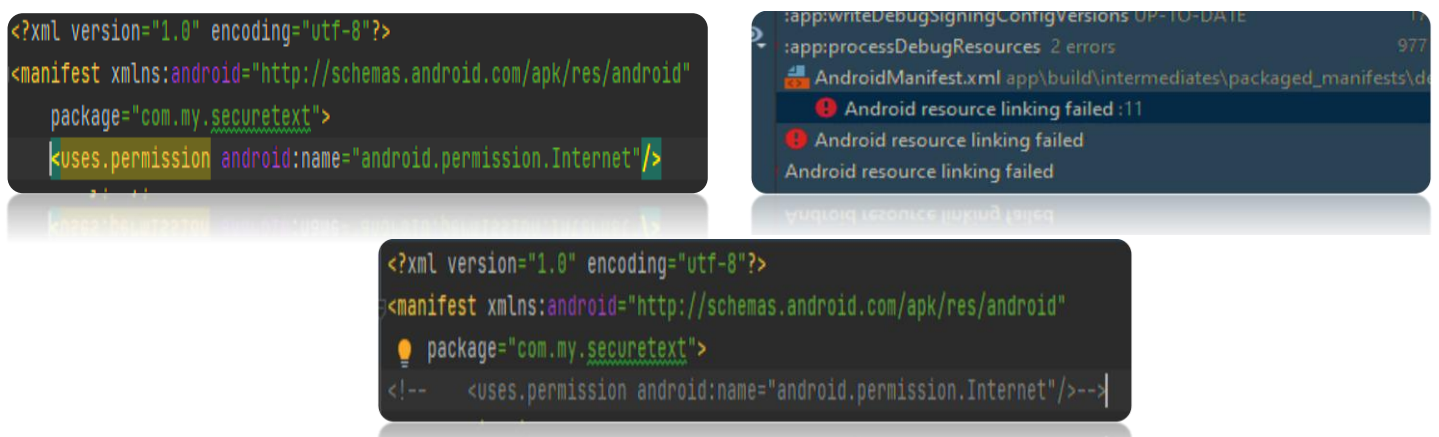 <?xml version="1.0" encoding="utf-8"?>
<manifest xmlns:android="http://schemas.android.com/apk/res/android"
package="com.my.securetext">
<uses.permission android:name="android.permission.Internet"/>
:app:writeDebugSigningConfigVersions UP-TO-DATE
:app:processDebugResources 2 errors 977
AndroidManifest.xml app\build\intermediates\packaged_manifests\de
Android resource linking failed :11
Android resource linking failed
Android resource linking failed
<?xml version="1.0" encoding="utf-8"?>
<manifest xmlns:android="http://schemas.android.com/apk/res/android"
package="com.my.securetext">
<!-- <uses.permission android:name="android.permission.Internet"/>-->